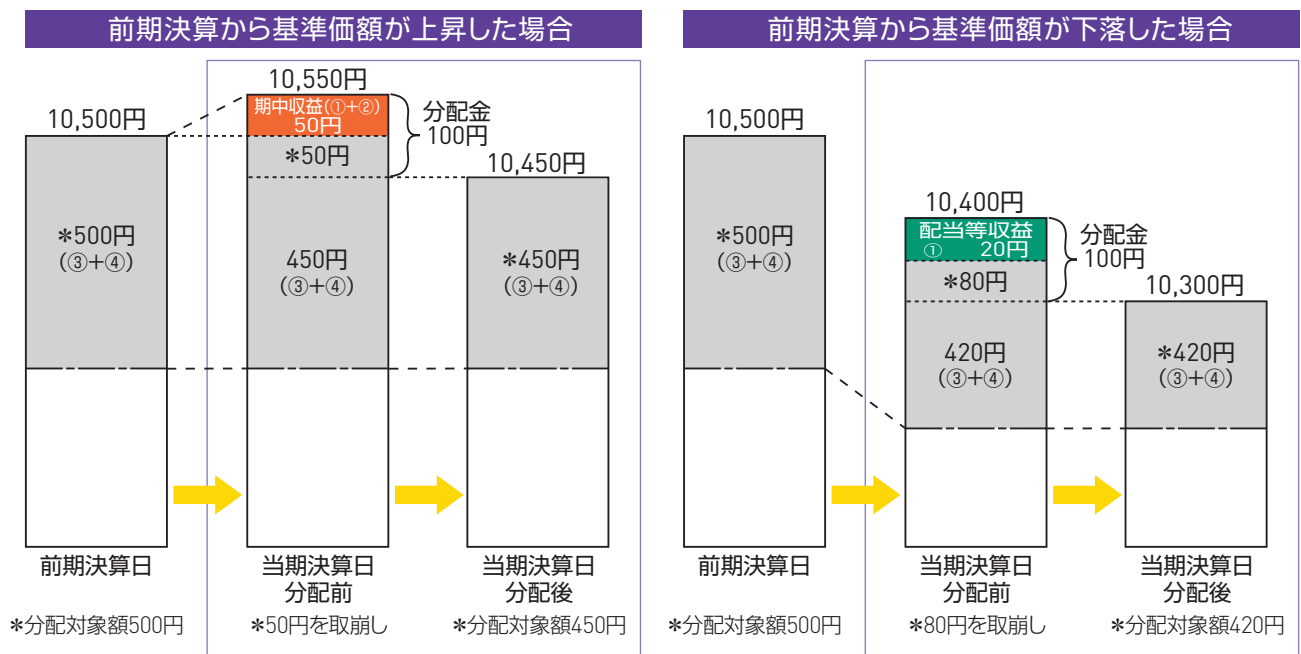 前期決算から基準価額が上昇した場合
10,500円
*500円
(③+④)
前期決算日
*分配対象額500円
10,550円
期中収益(①+②)
50円
*50円
450円
(③+④)
分配金
100円
当期決算日
分配前
*50円を取崩し
10,450円
*450円
(③+④)
当期決算日
分配後
*分配対象額450円
前期決算から基準価額が下落した場合
10,500円
*500円
(③+④)
前期決算日
*分配対象額500円
10,400円
配当等収益
① 20円
*80円
420円
(③+④)
分配金
100円
当期決算日
分配前
*80円を取崩し
10,300円
*420円
(③+④)
当期決算日
分配後
*分配対象額420円